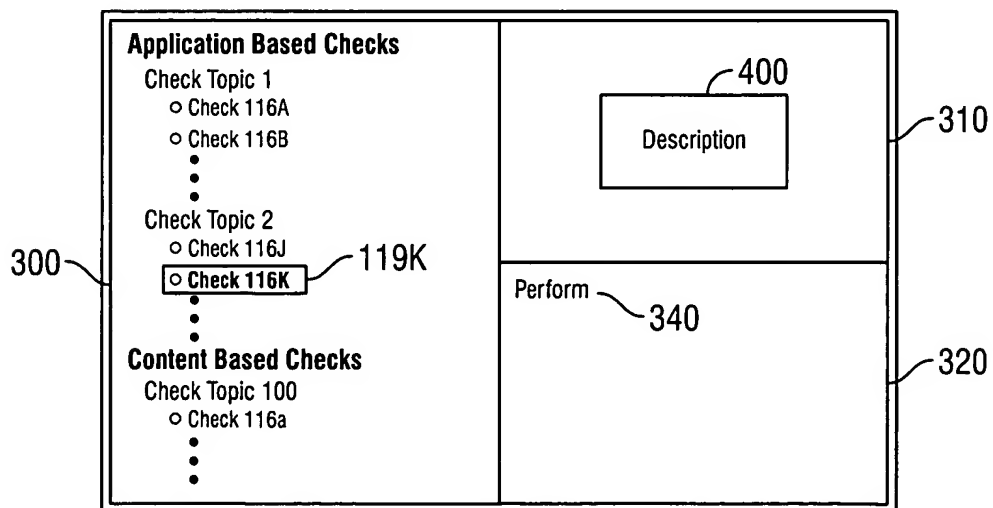 Application Based Checks
Check Topic 1
Check 116A
Check 116B
Check Topic 2
Check 116J
Check 116K
Content Based Checks
Check Topic 100
Check 116a
300
119K
400
Description
310
Perform
340
320